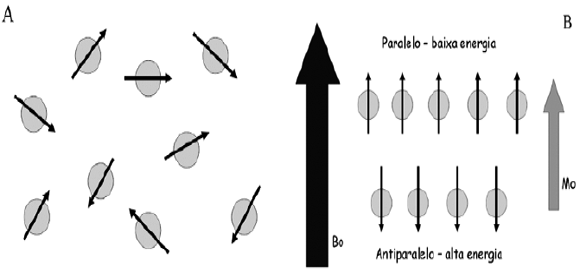 A
B
Paralelo - baixa energia
Mo
Bo
Antiparalelo - alta energia